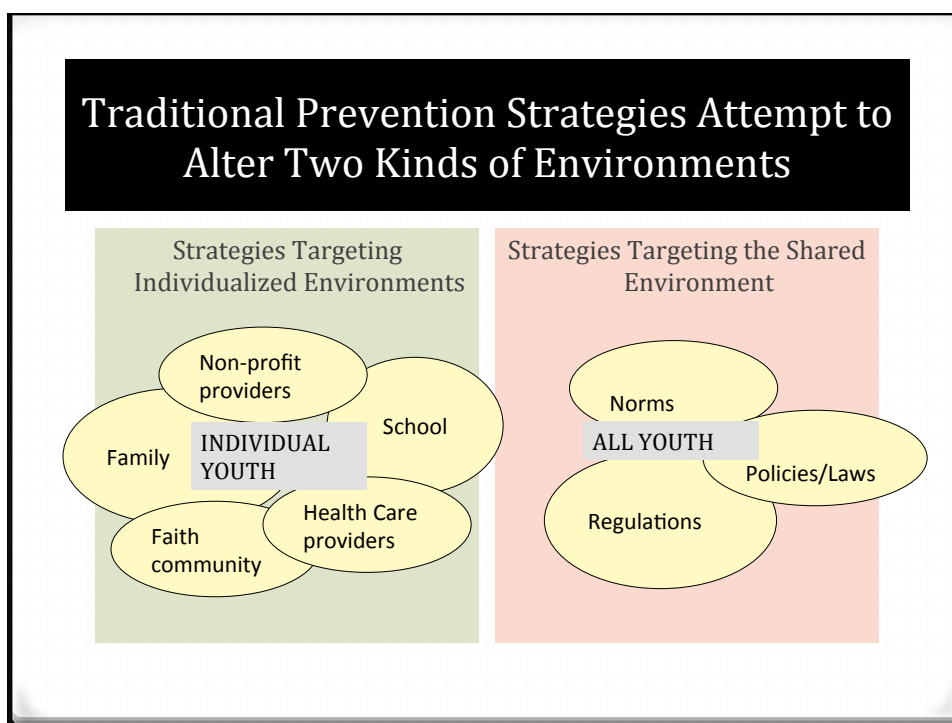 Traditional Prevention Strategies Attempt to
Alter Two Kinds of Environments
Strategies Targeting
Individualized Environments
Non-profit
providers
School
Family
INDIVIDUAL
YOUTH
Health Care
providers
Faith
community
Strategies Targeting the Shared
Environment
Norms
ALL YOUTH
Policies/Laws
Regulations